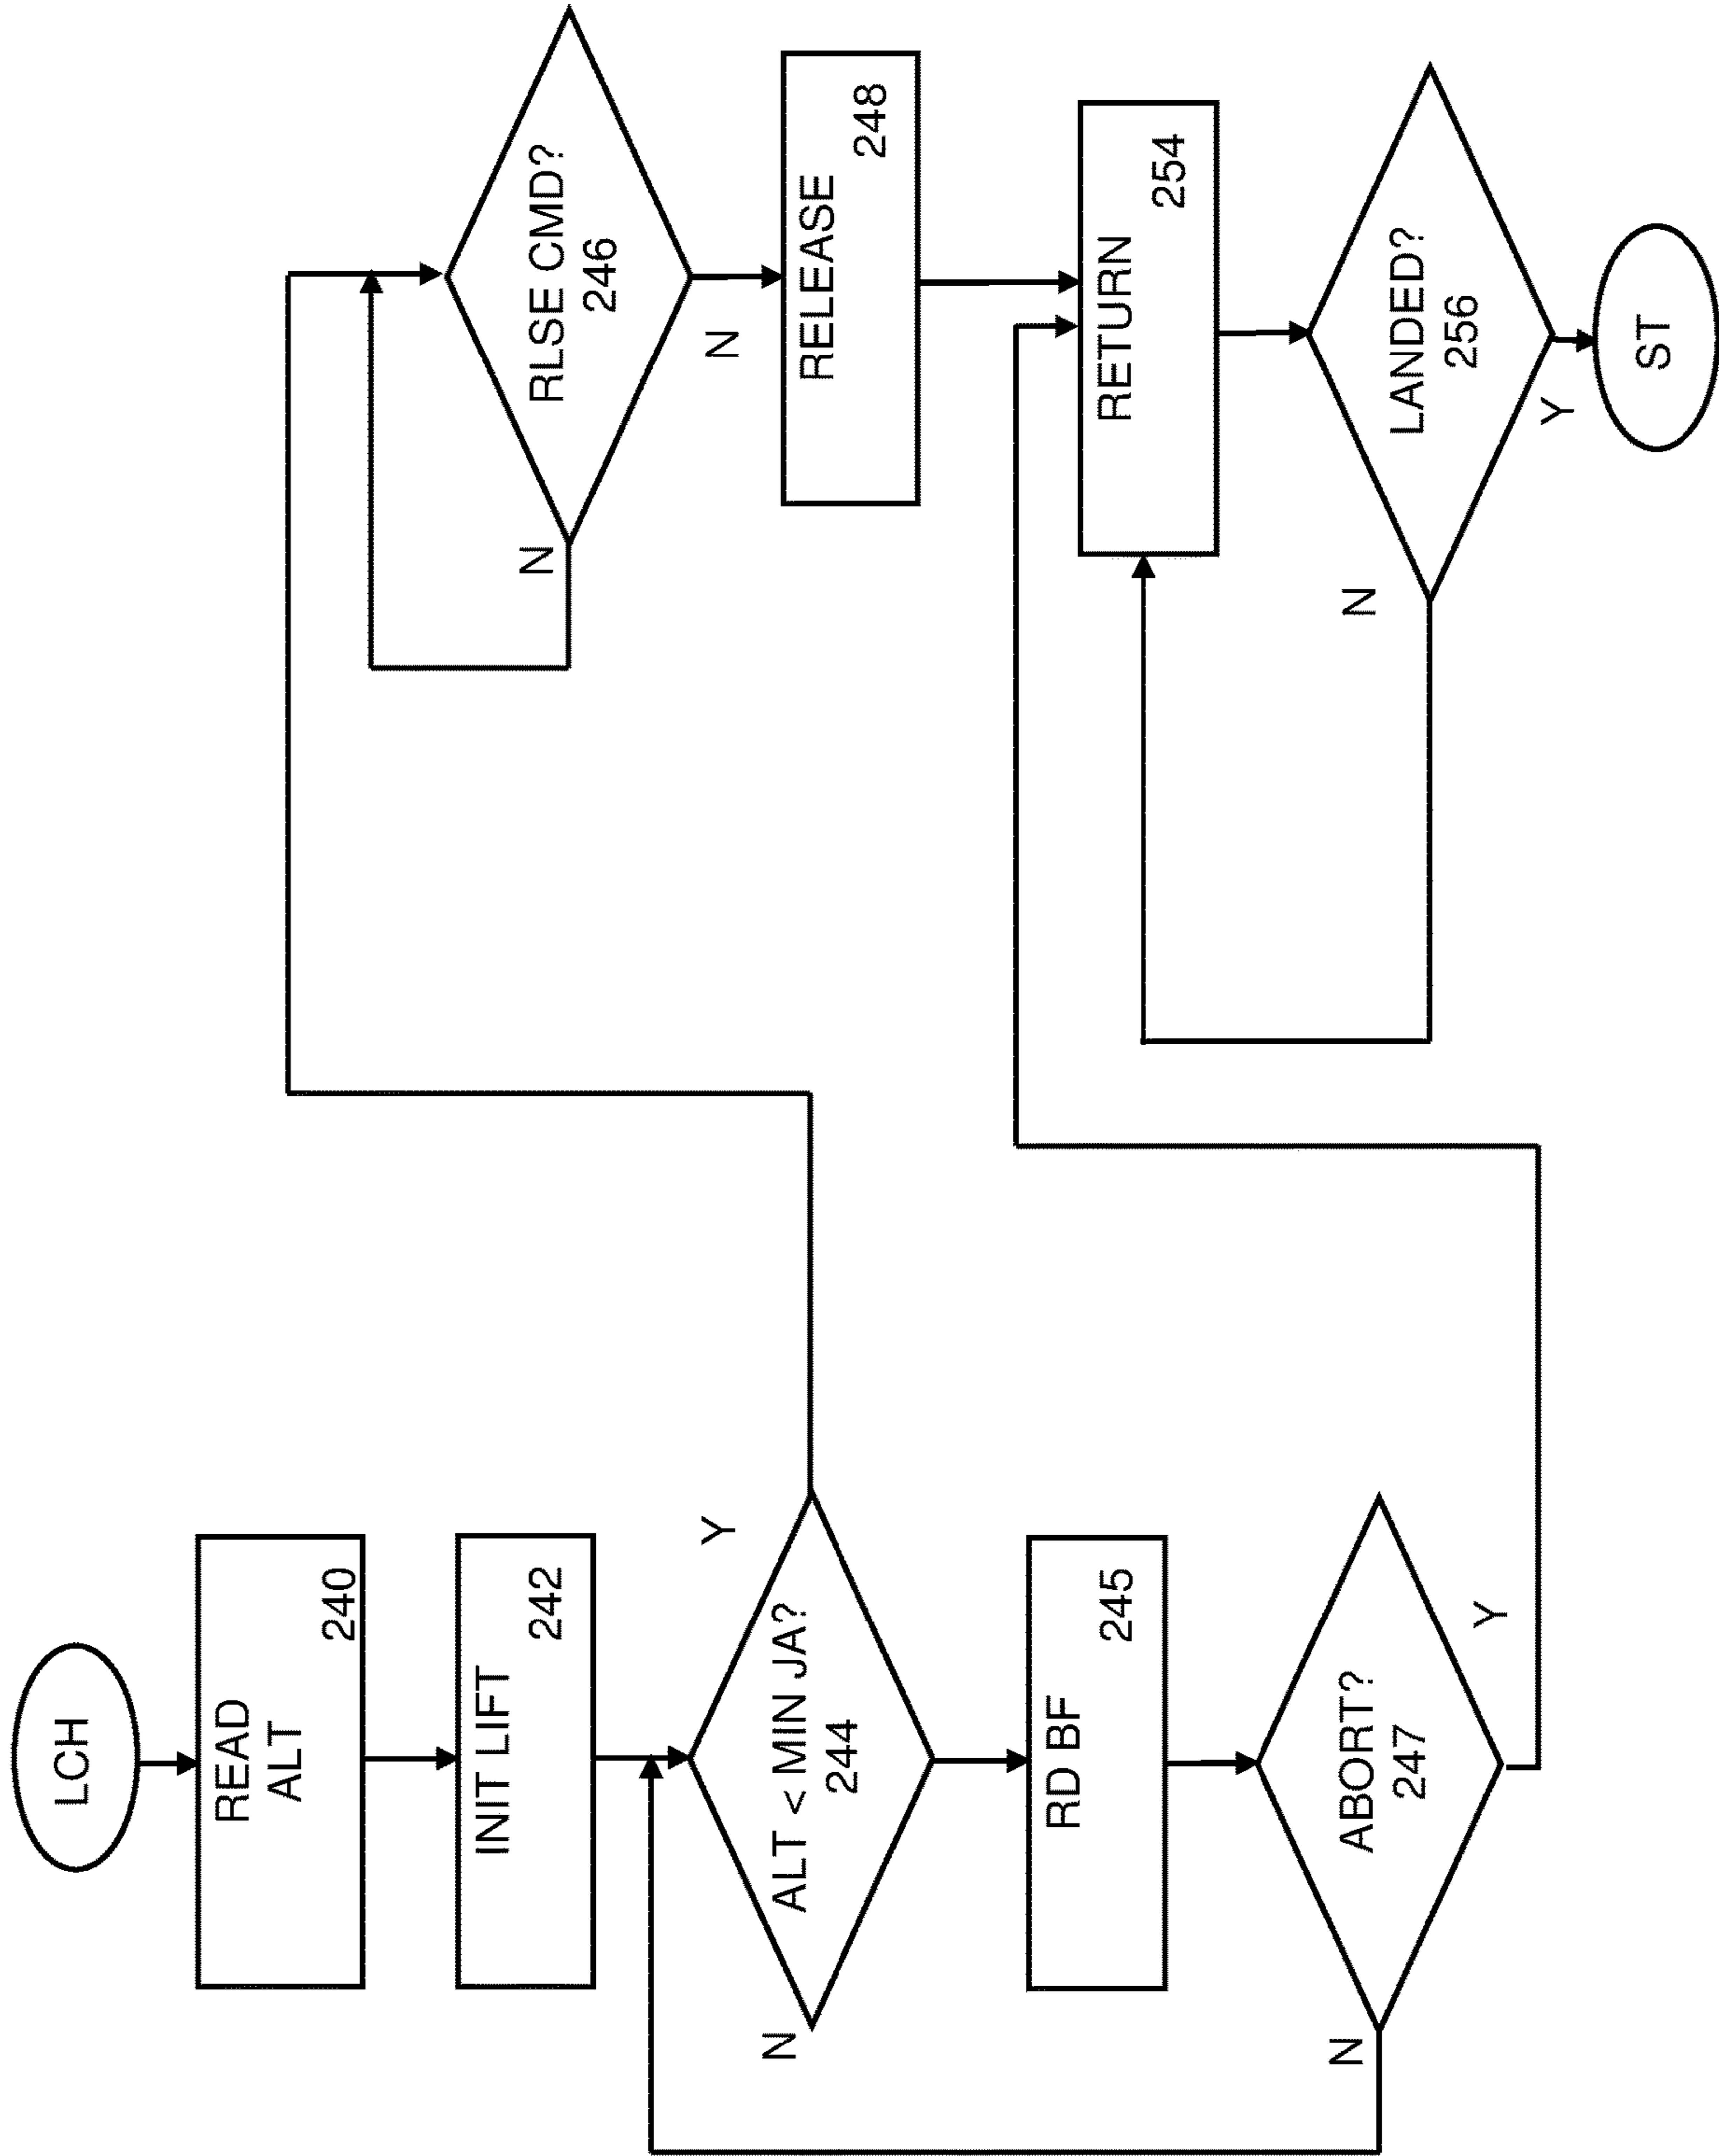 LCH
READ
ALT
240
INIT LIFT
242
Y
ALT < MIN JA?
244
N
RD BF
245
ABORT?
247
N
Y
RLSE CMD?
246
N
N
RELEASE
248
RETURN
254
LANDED?
256
N
Y
ST